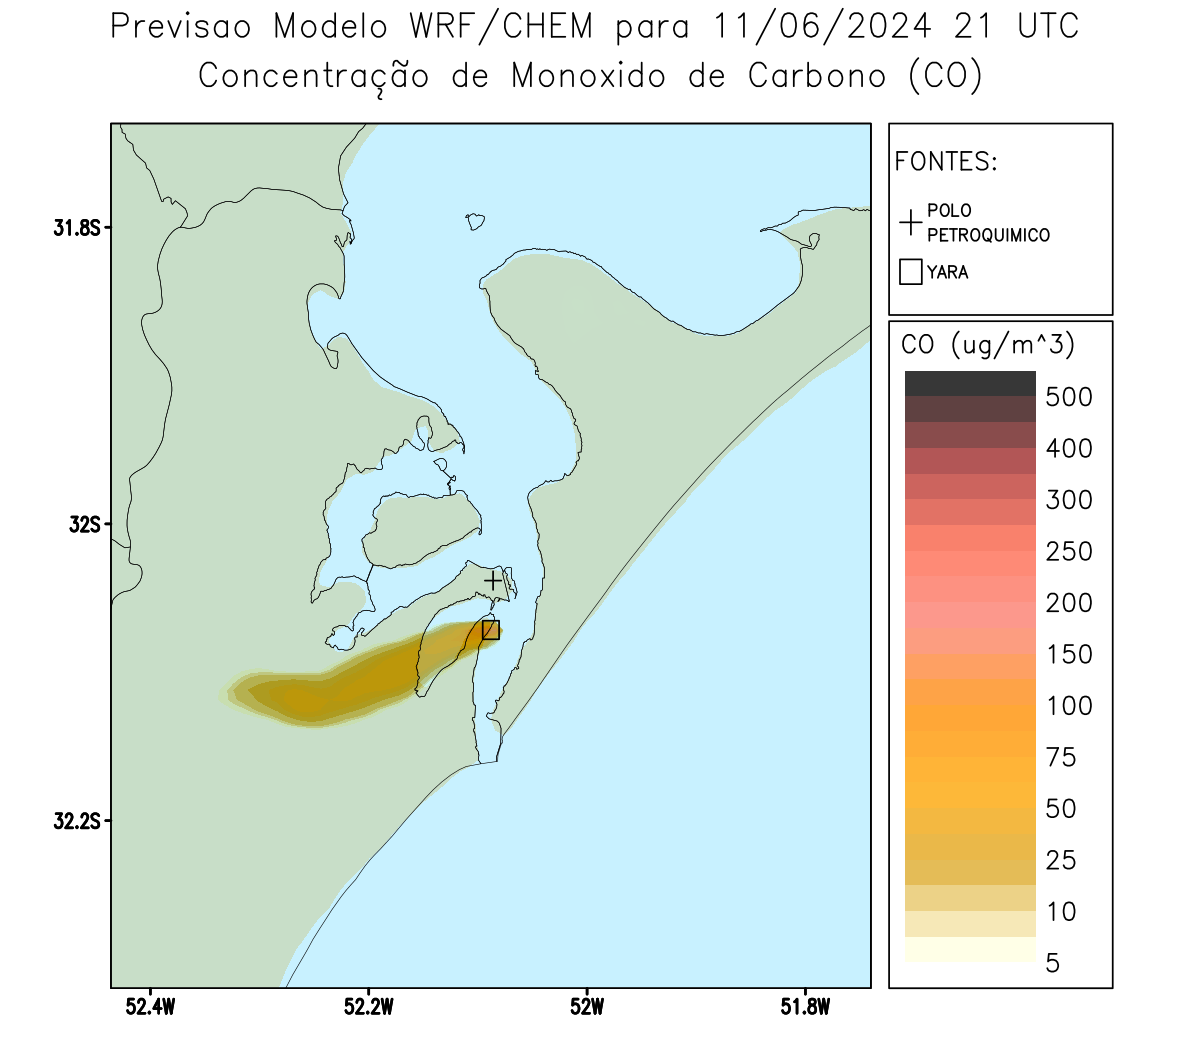 Previsao Modelo WRF/CHEM para 11/06/2024 21 UTC
Concentração de Monoxido de Carbono (CO)
FONTES:
POLO
PETROQUIMICO
YARA
CO (ug/m^3)
500
400
300
250
200
150
100
75
50
25
10
5
31.8S
32S
32.2S
52.4W
52.2W
52W
51.8W